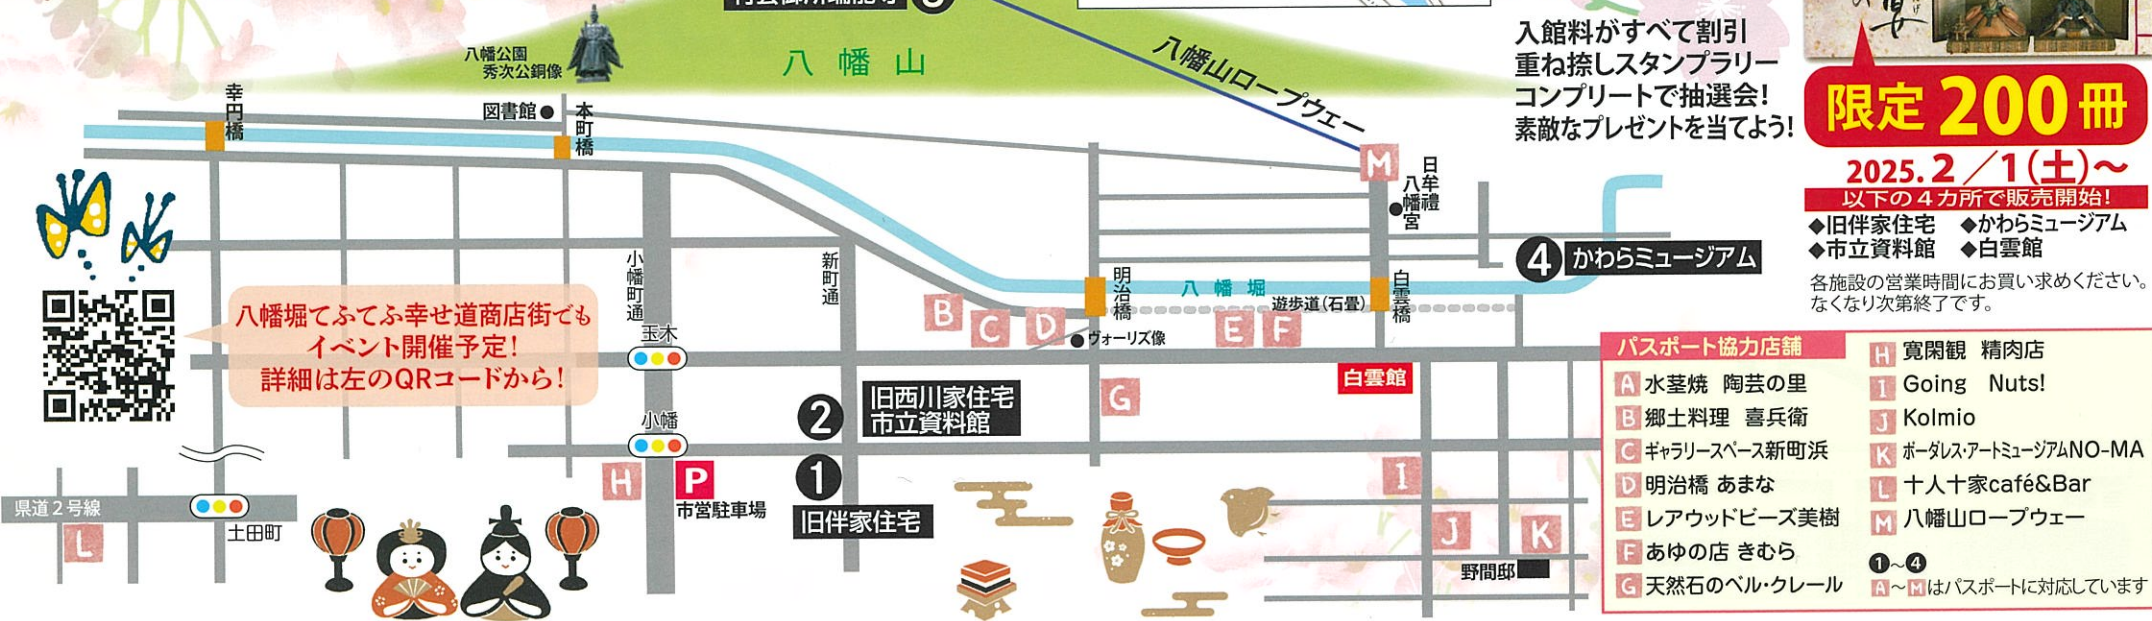 八幡公園
秀次公銅像
八幡山
八幡山ロープウェー
入館料がすべて割引
重ね捺しスタンプラリー
コンプリートで抽選会！
素敵なプレゼントを当てよう！
限定200冊
2025.2／1(土)～
以下の4カ所で販売開始！
◆旧伴家住宅 ◆かわらミュージアム
◆市立資料館 ◆白雲館
各施設の営業時間にお買い求めください。
なくなり次第終了です。
幸円橋
図書館●
本町橋
M
日牟禮
八幡宮
4 かわらミュージアム
小幡町通
新町通
明治橋
八幡堀
遊歩道(石畳)
白雲橋
B
C
D
E
F
ヴォーリズ像
八幡堀てふてふ幸せ道商店街でも
イベント開催予定！
詳細は左のQRコードから！
玉木
白雲館
G
2
旧西川家住宅
市立資料館
小幡
H
P
市営駐車場
1
旧伴家住宅
県道2号線
土田町
L
I
J
K
野間邸
パスポート協力店舗
A 水茎焼 陶芸の里
B 郷土料理 喜兵衛
C ギャラリースペース新町浜
D 明治橋 あまな
E レアウッドビーズ美樹
F あゆの店 きむら
G 天然石のベル・クレール
H 寛閑観 精肉店
I Going Nuts!
J Kolmio
K ボーダレス・アートミュージアムNO-MA
L 十人十家café&Bar
M 八幡山ロープウェー
❶～❹
A～Mはパスポートに対応しています